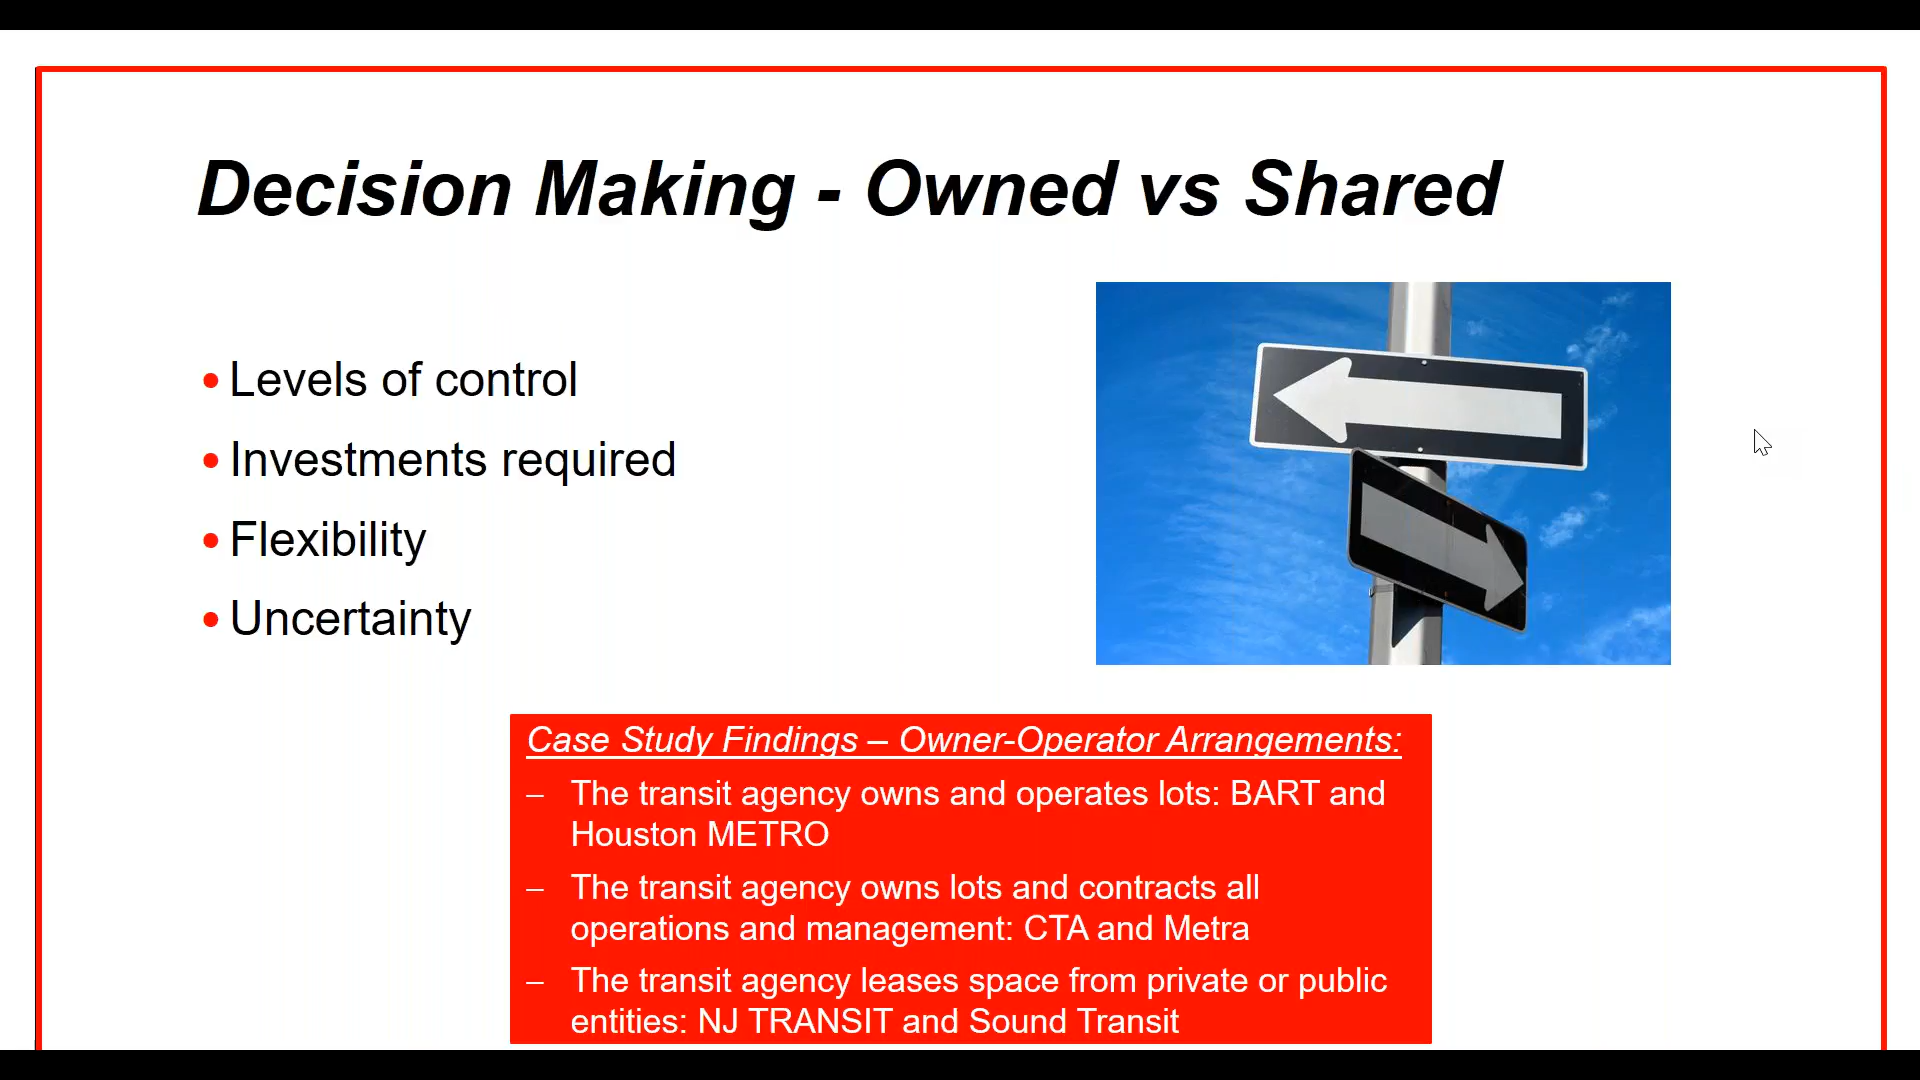 Decision Making - Owned vs Shared
• Levels of control
• Investments required
• Flexibility
• Uncertainty
Case Study Findings – Owner-Operator Arrangements:
– The transit agency owns and operates lots: BART and
Houston METRO
– The transit agency owns lots and contracts all
operations and management: CTA and Metra
– The transit agency leases space from private or public
entities: NJ TRANSIT and Sound Transit